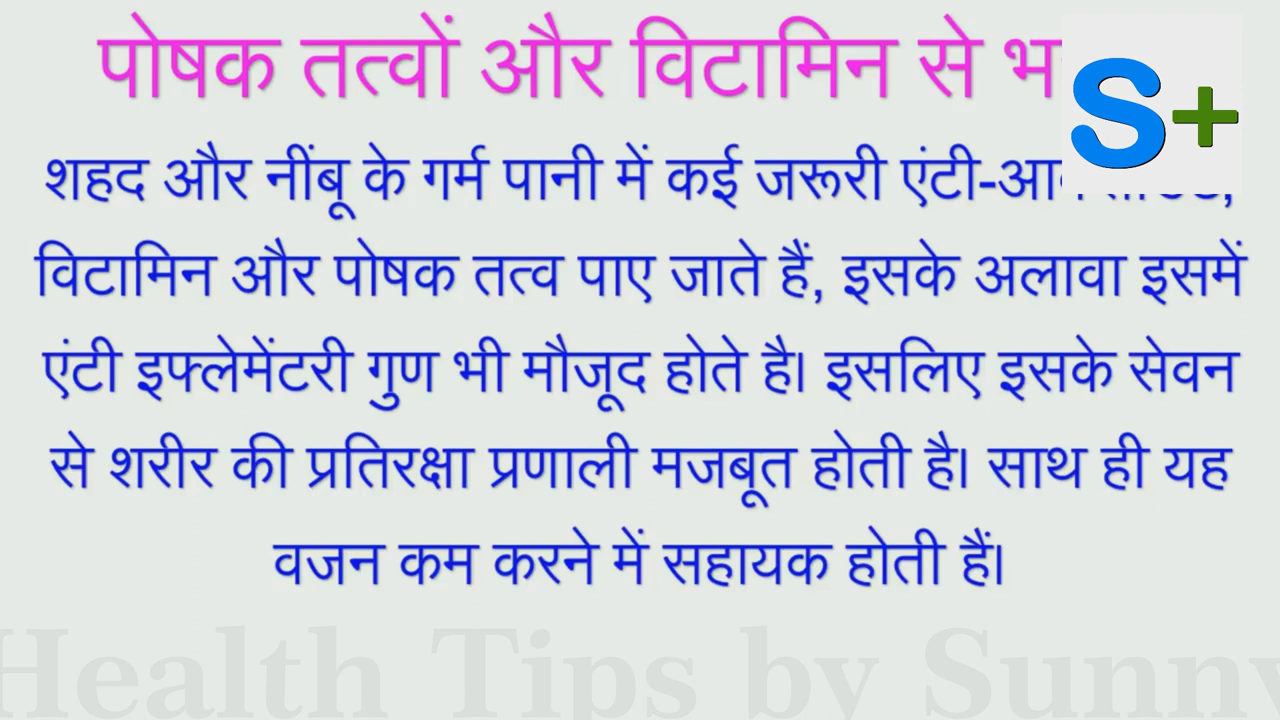 पोषक तत्वों और विटामिन से
S+
शहद और नींबू के गर्म पानी में कई जरूरी
विटामिन और पोषक तत्व पाए जाते हैं, इसके अलावा इसमें
एंटी इफ्लेमेंटरी गुण भी मौजूद होते है। इसलिए इसके सेवन
से शरीर की प्रतिरक्षा प्रणाली मजबूत होती है। साथ ही यह
वजन कम करने में सहायक होती हैं।
Health Tips by Sunny